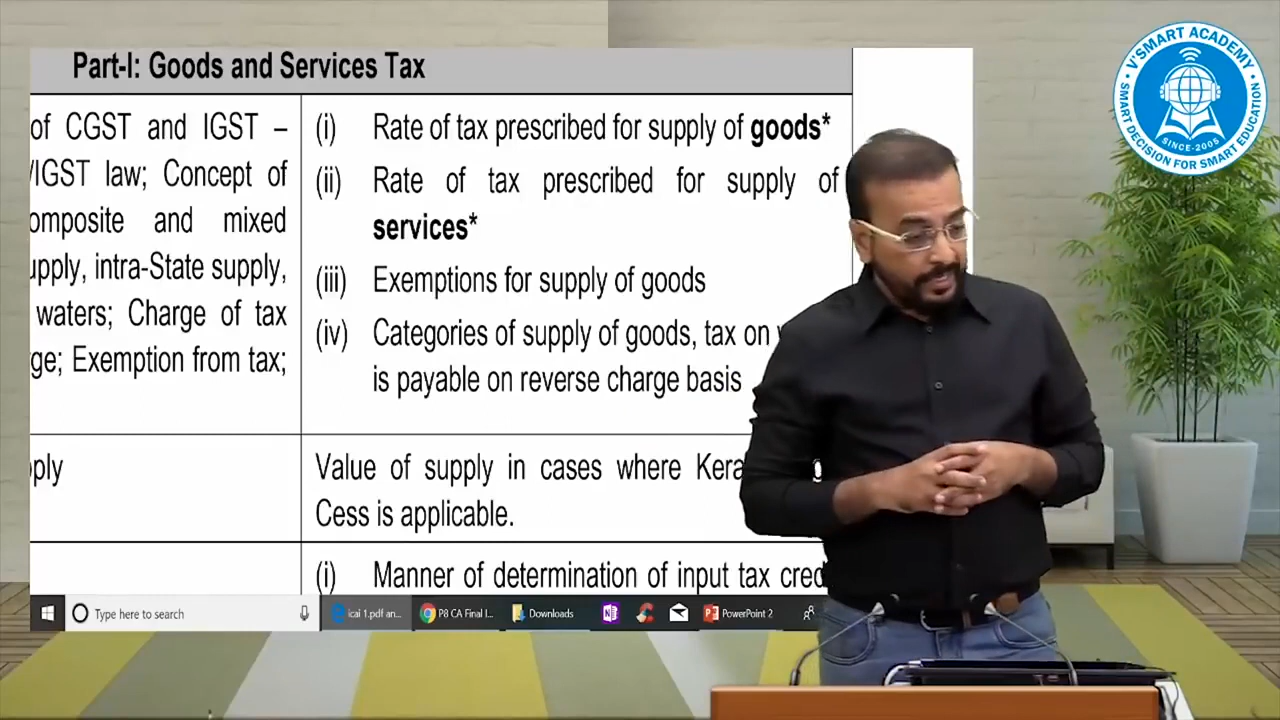 Part-I: Goods and Services Tax
of CGST and IGST –
/IGST law; Concept of
omposite and mixed
upply, intra-State supply,
waters; Charge of tax
ge; Exemption from tax;
(i) Rate of tax prescribed for supply of goods*
(ii) Rate of tax prescribed for supply of
services*
(iii) Exemptions for supply of goods
(iv) Categories of supply of goods, tax on
is payable on reverse charge basis
pply
Value of supply in cases where Kera
Cess is applicable.
(i) Manner of determination of input tax cred
Type here to search
icai 1.pdf an...
P8 CA Final I...
Downloads
PowerPoint 2
V'SMART ACADEMY
SINCE-2005
SMART DECISION FOR SMART EDUCATION